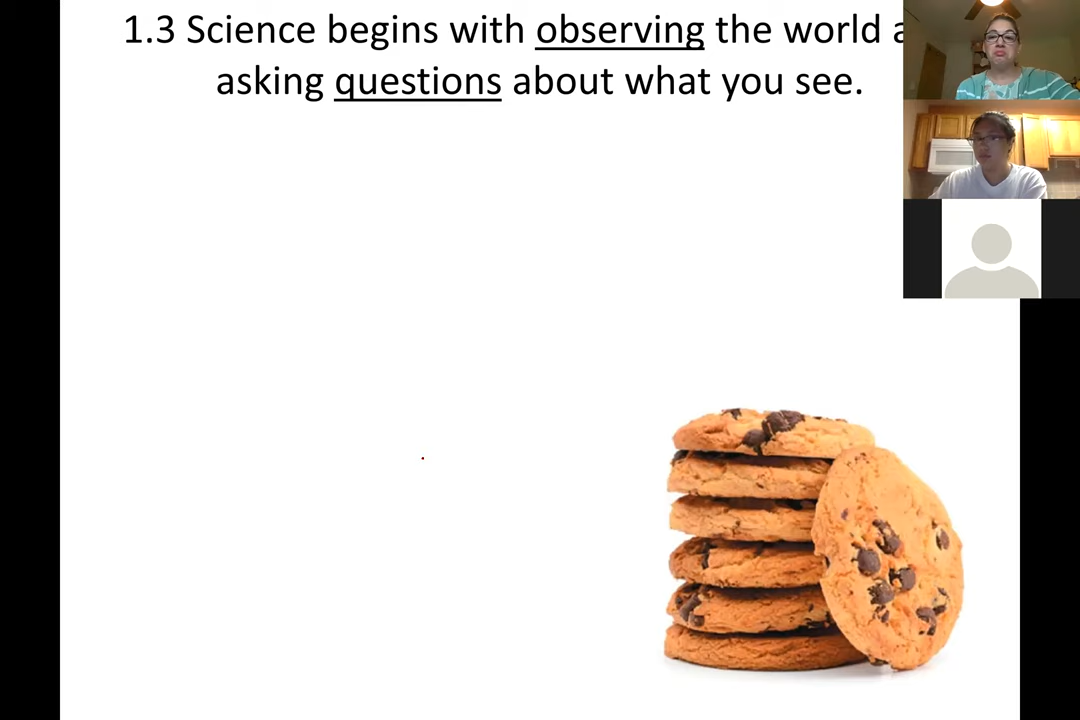 1.3 Science begins with observing the world a
asking questions about what you see.